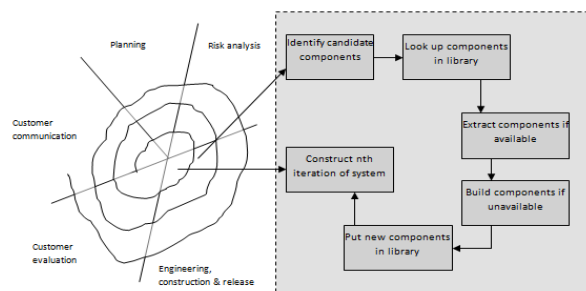 Planning
Risk analysis
Customer
communication
Customer
evaluation
Engineering,
construction & release
Identify candidate
components
Look up components
in library
Extract components if
available
Build components if
unavailable
Put new components
in library
Construct nth
iteration of system